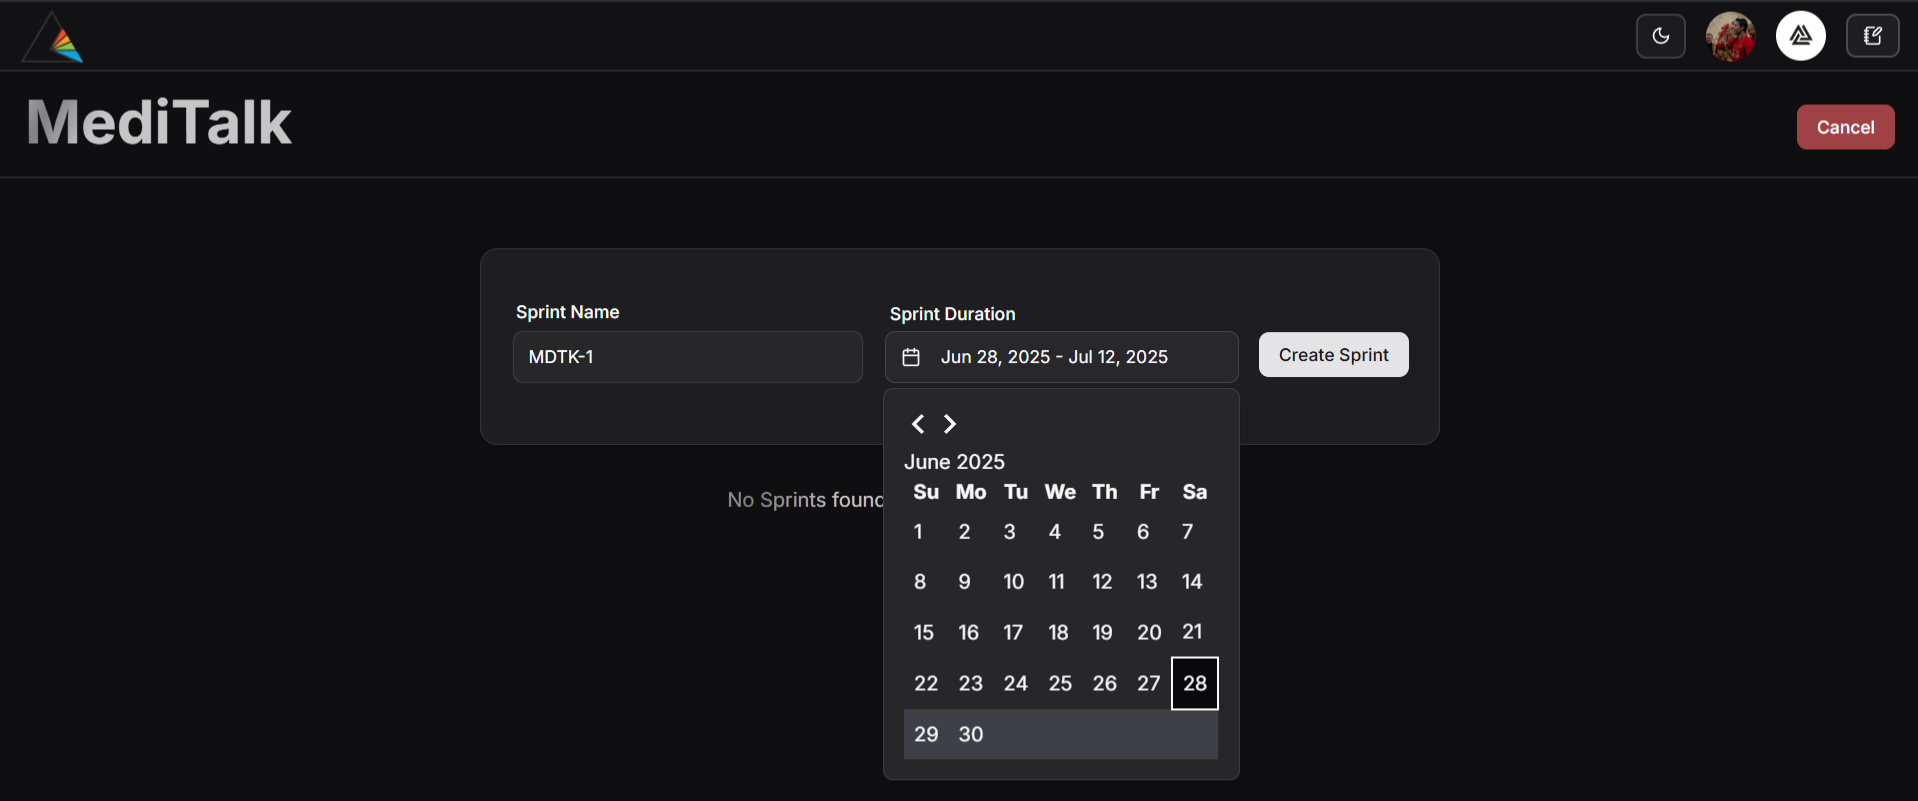 MediTalk
Cancel
Sprint Name
Sprint Duration
MDTK-1
Jun 28, 2025 - Jul 12, 2025
Create Sprint
No Sprints found
June 2025
Su Mo Tu We Th Fr Sa
1 2 3 4 5 6 7
8 9 10 11 12 13 14
15 16 17 18 19 20 21
22 23 24 25 26 27 28
29 30